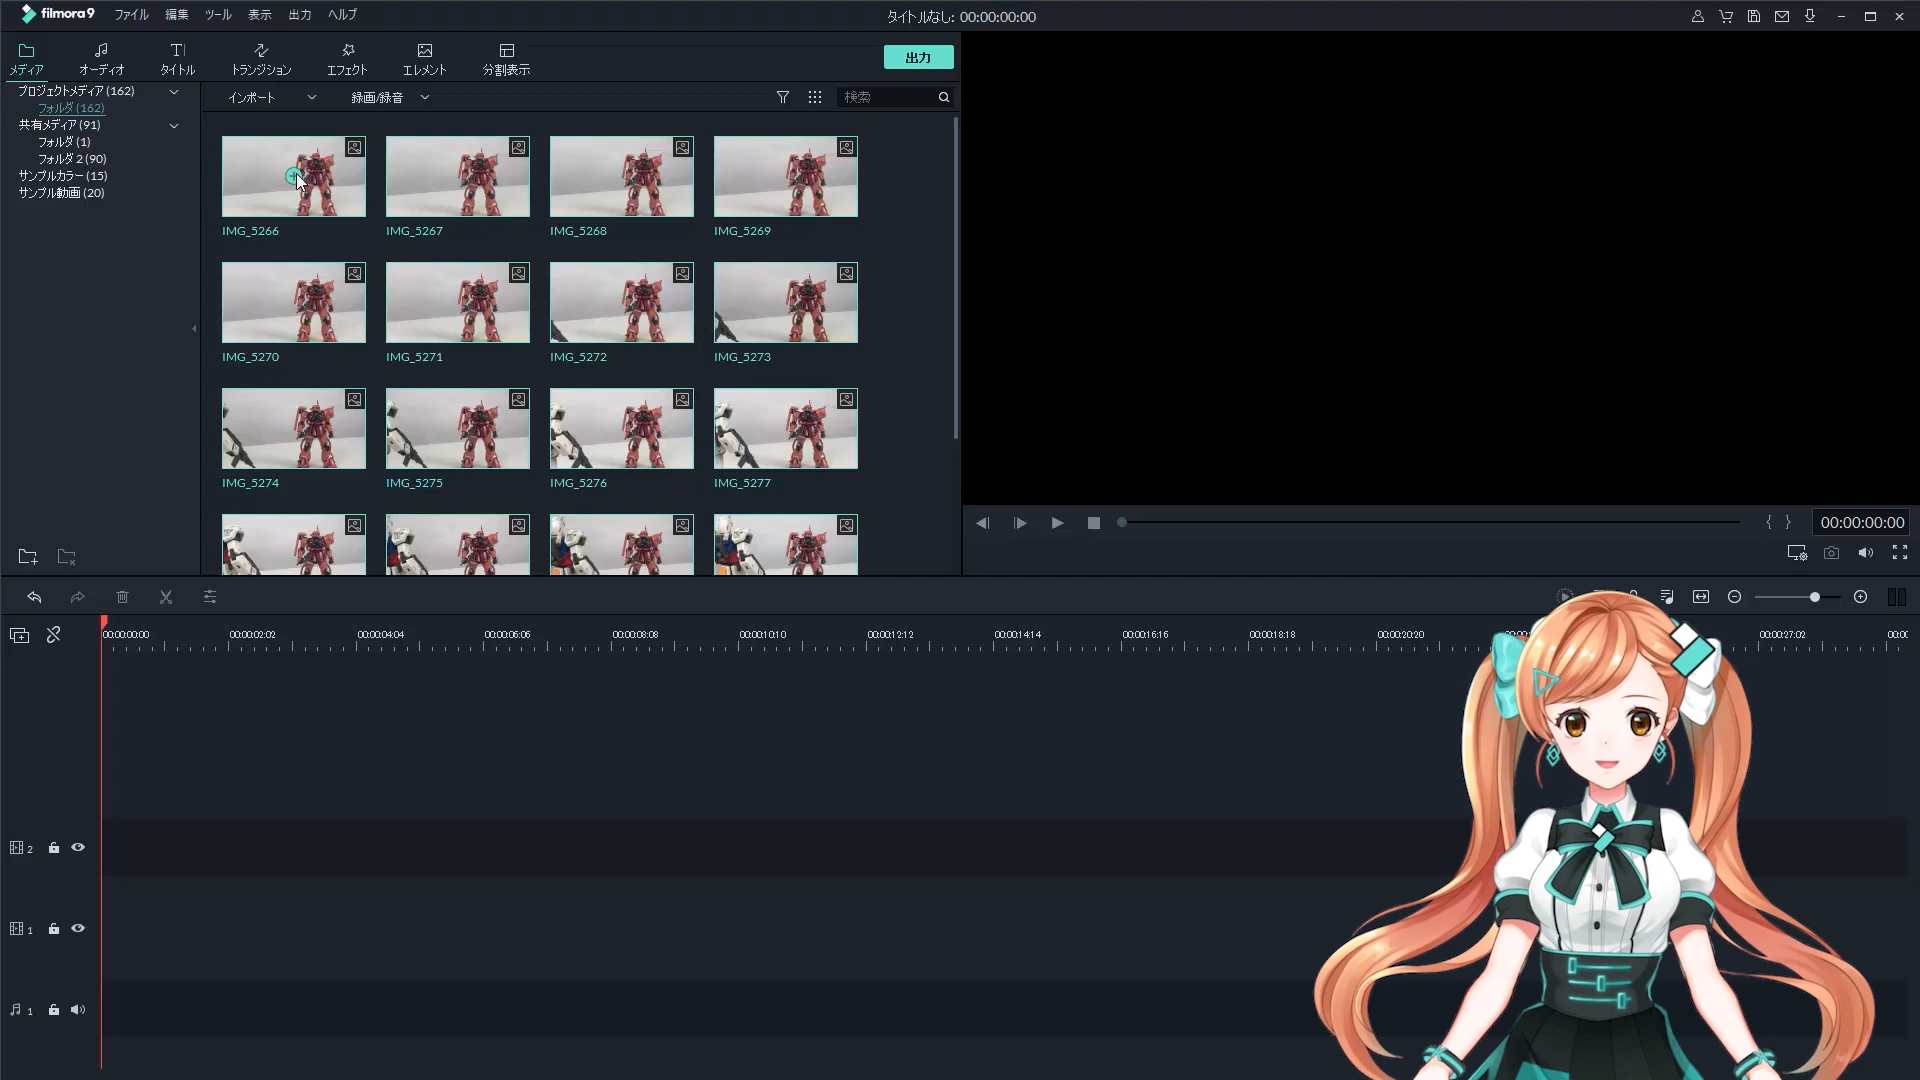 filmora9 ファイル 編集 ツール 表示 出力 ヘルプ タイトルなし: 00:00:00:00
メディア オーディオ タイトル トランジション エフェクト エレメント 分割表示 出力
プロジェクトメディア (162)
フォルダ (162)
共有メディア (91)
フォルダ (1)
フォルダ 2 (90)
サンプルカラー (15)
サンプル動画 (20)
インポート 録画/録音 検索
IMG_5266 IMG_5267 IMG_5268 IMG_5269
IMG_5270 IMG_5271 IMG_5272 IMG_5273
IMG_5274 IMG_5275 IMG_5276 IMG_5277
{ } 00:00:00:00
00:00:00:00 00:00:02:02 00:00:04:04 00:00:06:06 00:00:08:08 00:00:10:10 00:00:12:12 00:00:14:14 00:00:16:16 00:00:18:18 00:00:20:20 00:00:27:02
2
1
1